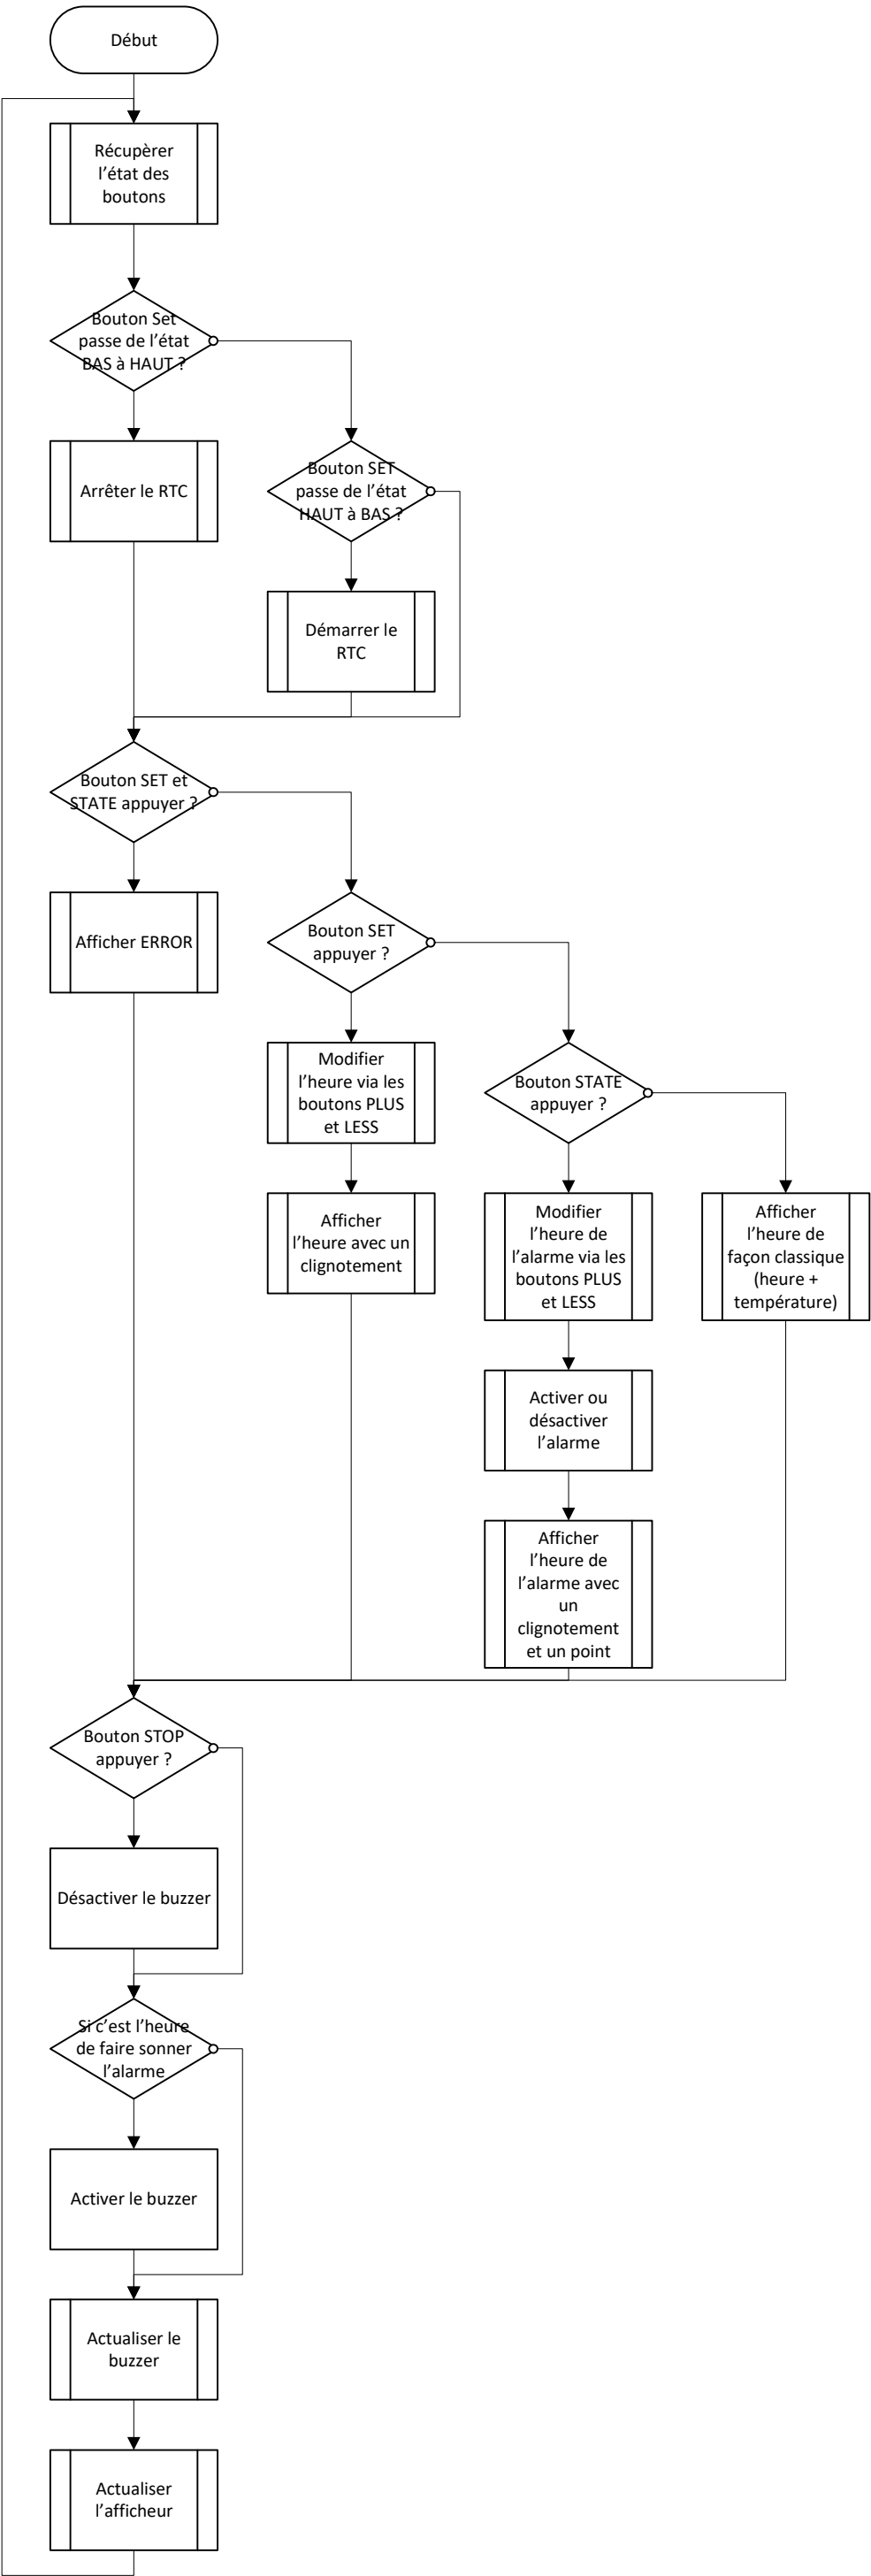 Début
Récupèrer
l'état des
boutons
Bouton Set
passe de l'état
BAS à HAUT ?
Arrêter le RTC
Bouton SET
passe de l'état
HAUT à BAS ?
Démarrer le
RTC
Bouton SET et
STATE appuyer ?
Afficher ERROR
Bouton SET
appuyer ?
Modifier
l'heure via les
boutons PLUS
et LESS
Afficher
l'heure avec un
clignotement
Bouton STATE
appuyer ?
Modifier
l'heure de
l'alarme via les
boutons PLUS
et LESS
Activer ou
désactiver
l'alarme
Afficher
l'heure de
l'alarme avec
un
clignotement
et un point
Afficher
l'heure de
façon classique
(heure +
température)
Bouton STOP
appuyer ?
Désactiver le buzzer
Si c'est l'heure
de faire sonner
l'alarme
Activer le buzzer
Actualiser le
buzzer
Actualiser
l'afficheur